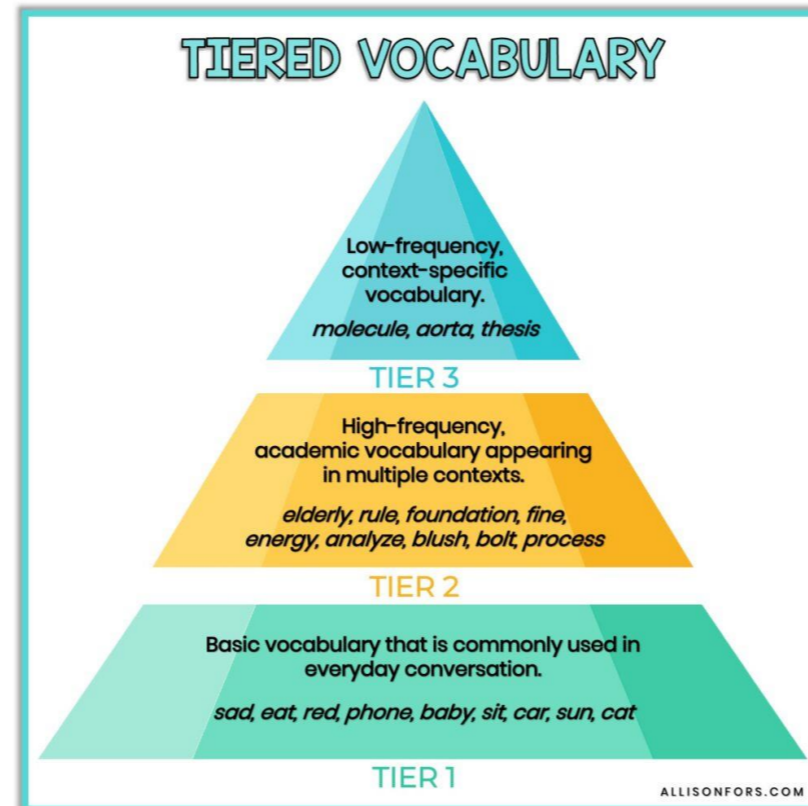 TIERED VOCABULARY
Low-frequency,
context-specific
vocabulary.
molecule, aorta, thesis
TIER 3
High-frequency,
academic vocabulary appearing
in multiple contexts.
elderly, rule, foundation, fine,
energy, analyze, blush, bolt, process
TIER 2
Basic vocabulary that is commonly used in
everyday conversation.
sad, eat, red, phone, baby, sit, car, sun, cat
TIER 1
ALLISONFORS.COM